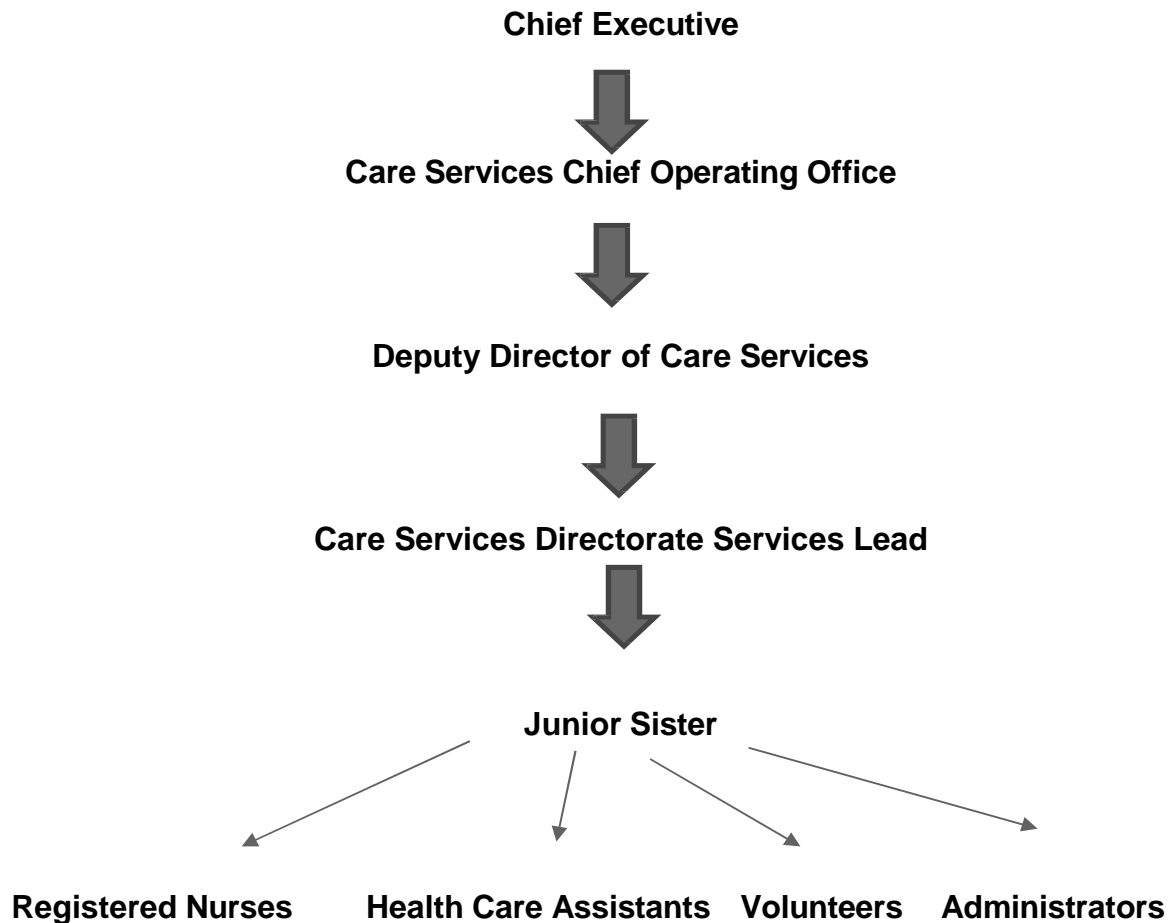 Chief Executive
Care Services Chief Operating Office
Deputy Director of Care Services
Care Services Directorate Services Lead
Junior Sister
Registered Nurses Health Care Assistants Volunteers Administrators